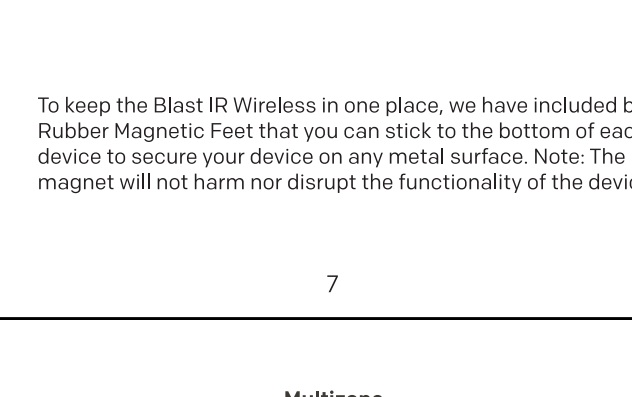 To keep the Blast IR Wireless in one place, we have included
Rubber Magnetic Feet that you can stick to the bottom of
device to secure your device on any metal surface. Note: The
magnet will not harm nor disrupt the functionality of the
7
Multizone